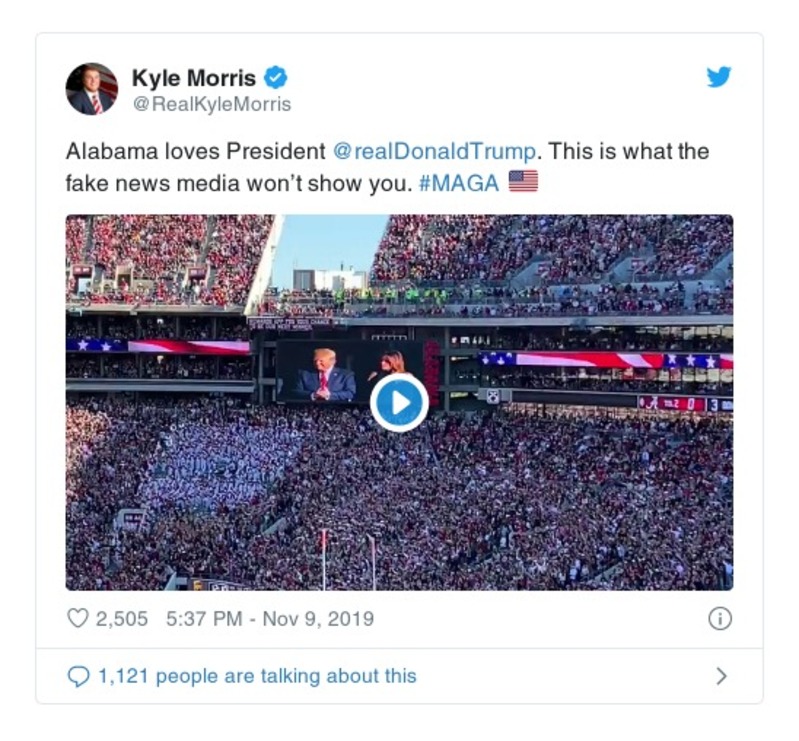 Kyle Morris
@RealKyleMorris
Alabama loves President @realDonaldTrump. This is what the
fake news media won’t show you. #MAGA 🇺🇸
2,505 5:37 PM - Nov 9, 2019
1,121 people are talking about this